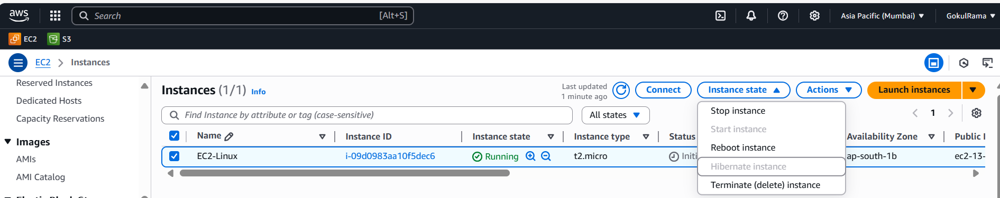 aws
Search [Alt+S]
Asia Pacific (Mumbai)
GokulRama
EC2
S3
EC2
Instances
Reserved Instances
Dedicated Hosts
Capacity Reservations
Images
AMIs
AMI Catalog
Instances (1/1) Info
Last updated
1 minute ago
Connect
Instance state
Actions
Launch instances
Find Instance by attribute or tag (case-sensitive)
All states
1
Stop instance
Start instance
Reboot instance
Hibernate instance
Terminate (delete) instance
Name Instance ID Instance state Instance type Status Availability Zone Public I
EC2-Linux i-09d0983aa10f5dec6 Running t2.micro Initi ap-south-1b ec2-13-